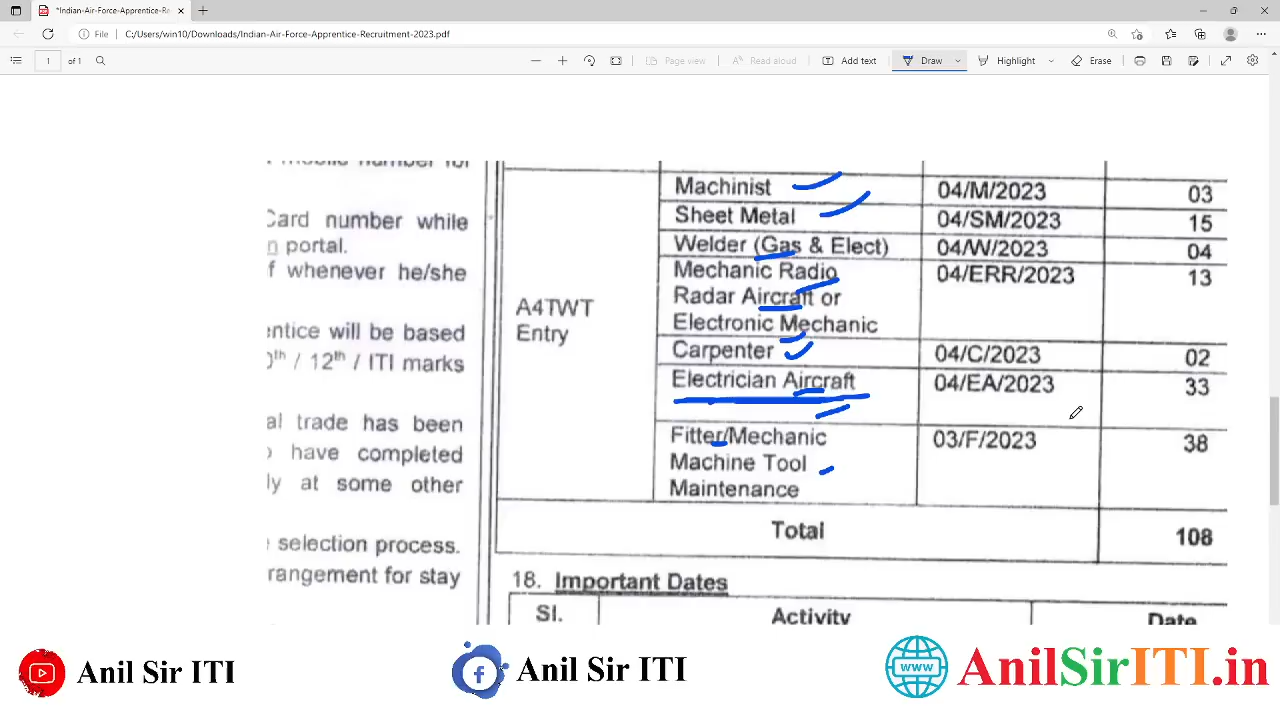 *Indian-Air-Force-Apprentice-Re
File C:/Users/win10/Downloads/Indian-Air-Force-Apprentice-Recruitment-2023.pdf
1 of 1 Page view Read aloud Add text Draw Highlight Erase
mobile number for
Card number while
n portal.
f whenever he/she
entice will be based
0th / 12th / ITI marks
al trade has been
have completed
ly at some other
selection process.
rangement for stay
A4TWT
Entry
Machinist 04/M/2023 03
Sheet Metal 04/SM/2023 15
Welder (Gas & Elect) 04/W/2023 04
Mechanic Radio 04/ERR/2023 13
Radar Aircraft or
Electronic Mechanic
Carpenter 04/C/2023 02
Electrician Aircraft 04/EA/2023 33
Fitter/Mechanic 03/F/2023 38
Machine Tool
Maintenance
Total 108
18. Important Dates
Sl. Activity Date
Anil Sir ITI
Anil Sir ITI
www
AnilSirITI.in